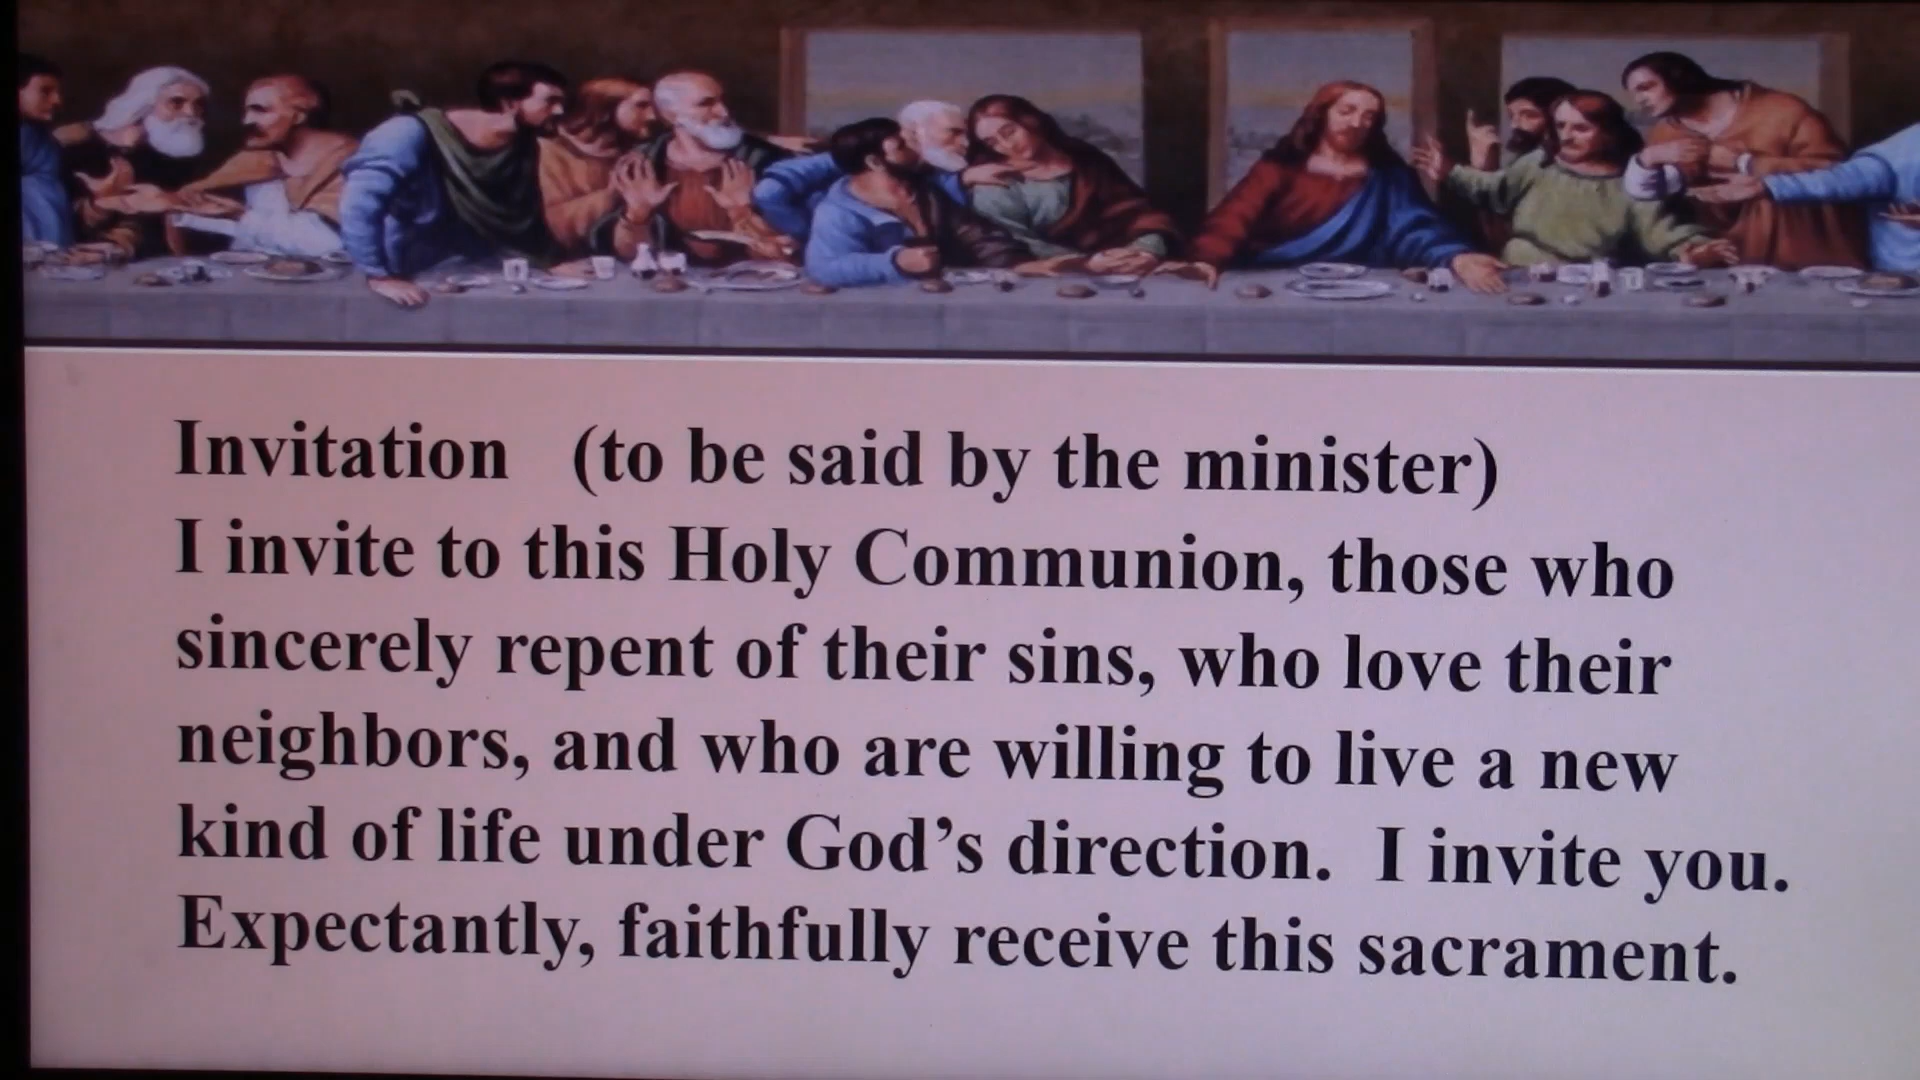 Invitation (to be said by the minister)
I invite to this Holy Communion, those who
sincerely repent of their sins, who love their
neighbors, and who are willing to live a new
kind of life under God’s direction. I invite you.
Expectantly, faithfully receive this sacrament.